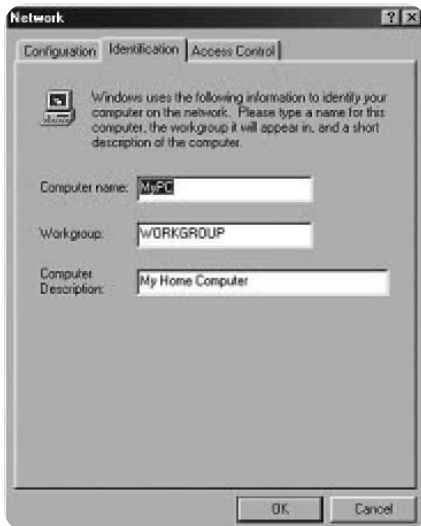 Network
Configuration Identification Access Control
Windows uses the following information to identify your
computer on the network. Please type a name for this
computer, the workgroup it will appear in, and a short
description of the computer.
Computer name: MyPC
Workgroup: WORKGROUP
Computer
Description: My Home Computer
OK Cancel